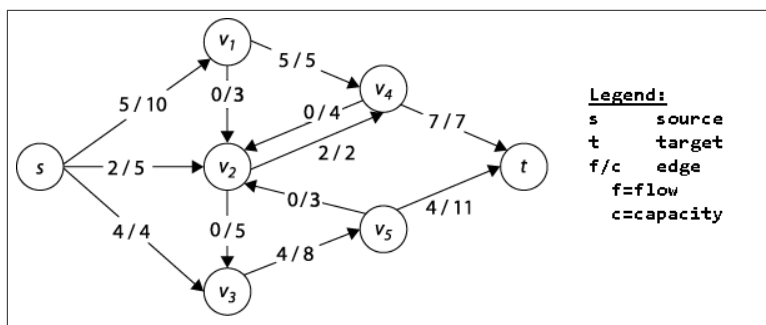 v1
5 / 5
v4
5 / 10
0 / 3
0 / 4
7 / 7
2 / 2
s
2 / 5
v2
t
0 / 3
4 / 11
v5
4 / 4
0 / 5
4 / 8
v3
Legend:
s source
t target
f/c edge
f=flow
c=capacity